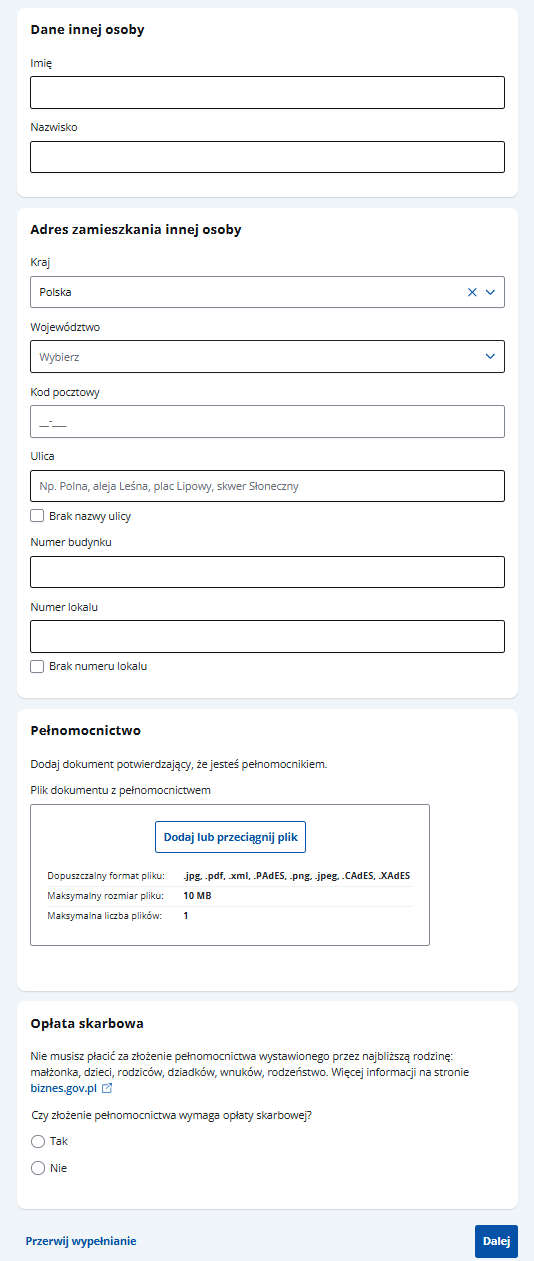 Dane innej osoby
Imię
Nazwisko
Adres zamieszkania innej osoby
Kraj
Polska
Województwo
Wybierz
Kod pocztowy
__-___
Ulica
Np. Polna, aleja Leśna, plac Lipowy, skwer Słoneczny
Brak nazwy ulicy
Numer budynku
Numer lokalu
Brak numeru lokalu
Pełnomocnictwo
Dodaj dokument potwierdzający, że jesteś pełnomocnikiem.
Plik dokumentu z pełnomocnictwem
Dodaj lub przeciągnij plik
Dopuszczalny format pliku: .jpg, .pdf, .xml, .PAdES, .png, .jpeg, .CAdES, .XAdES
Maksymalny rozmiar pliku: 10 MB
Maksymalna liczba plików: 1
Opłata skarbowa
Nie musisz płacić za złożenie pełnomocnictwa wystawionego przez najbliższą rodzinę:
małżonka, dzieci, rodziców, dziadków, wnuków, rodzeństwo. Więcej informacji na stronie
biznes.gov.pl
Czy złożenie pełnomocnictwa wymaga opłaty skarbowej?
Tak
Nie
Przerwij wypełnianie
Dalej